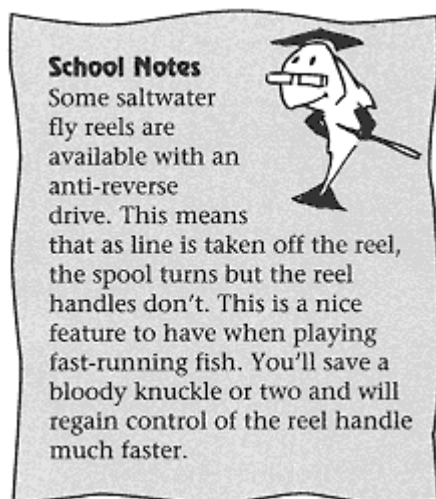 School Notes
Some saltwater
fly reels are
available with an
anti-reverse
drive. This means
that as line is taken off the reel,
the spool turns but the reel
handles don't. This is a nice
feature to have when playing
fast-running fish. You'll save a
bloody knuckle or two and will
regain control of the reel handle
much faster.